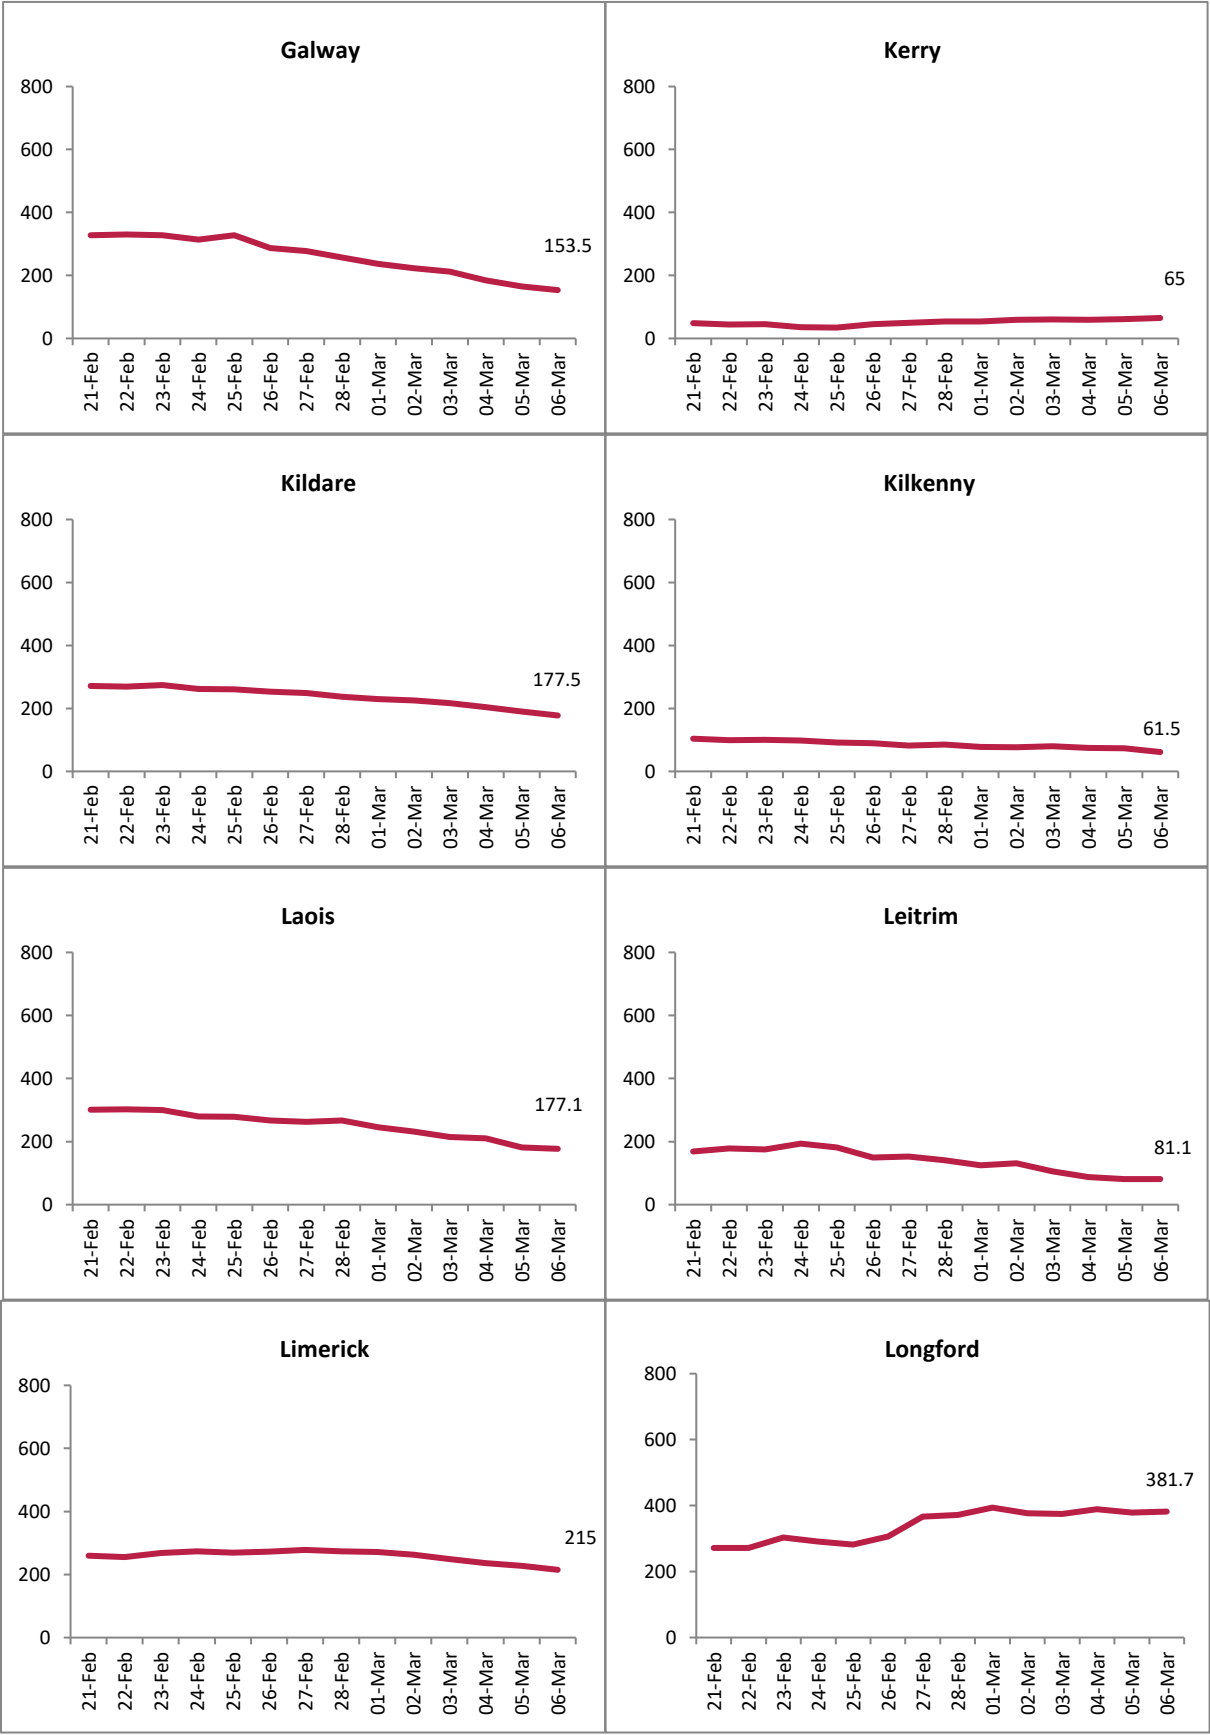 Galway
800
600
400
200
0
153.5
21-Feb
22-Feb
23-Feb
24-Feb
25-Feb
26-Feb
27-Feb
28-Feb
01-Mar
02-Mar
03-Mar
04-Mar
05-Mar
06-Mar
Kerry
800
600
400
200
0
65
21-Feb
22-Feb
23-Feb
24-Feb
25-Feb
26-Feb
27-Feb
28-Feb
01-Mar
02-Mar
03-Mar
04-Mar
05-Mar
06-Mar
Kildare
800
600
400
200
0
177.5
21-Feb
22-Feb
23-Feb
24-Feb
25-Feb
26-Feb
27-Feb
28-Feb
01-Mar
02-Mar
03-Mar
04-Mar
05-Mar
06-Mar
Kilkenny
800
600
400
200
0
61.5
21-Feb
22-Feb
23-Feb
24-Feb
25-Feb
26-Feb
27-Feb
28-Feb
01-Mar
02-Mar
03-Mar
04-Mar
05-Mar
06-Mar
Laois
800
600
400
200
0
177.1
21-Feb
22-Feb
23-Feb
24-Feb
25-Feb
26-Feb
27-Feb
28-Feb
01-Mar
02-Mar
03-Mar
04-Mar
05-Mar
06-Mar
Leitrim
800
600
400
200
0
81.1
21-Feb
22-Feb
23-Feb
24-Feb
25-Feb
26-Feb
27-Feb
28-Feb
01-Mar
02-Mar
03-Mar
04-Mar
05-Mar
06-Mar
Limerick
800
600
400
200
0
215
21-Feb
22-Feb
23-Feb
24-Feb
25-Feb
26-Feb
27-Feb
28-Feb
01-Mar
02-Mar
03-Mar
04-Mar
05-Mar
06-Mar
Longford
800
600
400
200
0
381.7
21-Feb
22-Feb
23-Feb
24-Feb
25-Feb
26-Feb
27-Feb
28-Feb
01-Mar
02-Mar
03-Mar
04-Mar
05-Mar
06-Mar